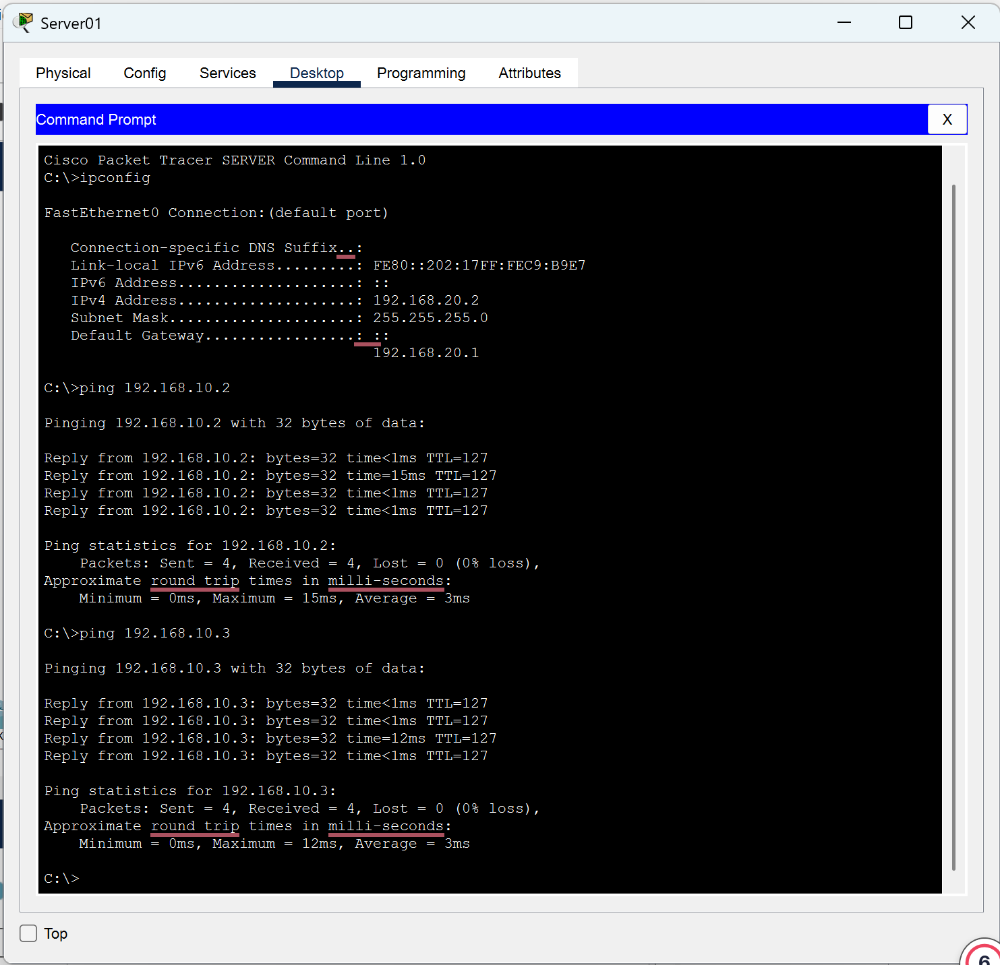 Server01
Physical Config Services Desktop Programming Attributes
Command Prompt X
Cisco Packet Tracer SERVER Command Line 1.0
C:\>ipconfig
FastEthernet0 Connection:(default port)
Connection-specific DNS Suffix..:
Link-local IPv6 Address.........: FE80::202:17FF:FEC9:B9E7
IPv6 Address....................: ::
IPv4 Address....................: 192.168.20.2
Subnet Mask.....................: 255.255.255.0
Default Gateway.................: ::
192.168.20.1
C:\>ping 192.168.10.2
Pinging 192.168.10.2 with 32 bytes of data:
Reply from 192.168.10.2: bytes=32 time<1ms TTL=127
Reply from 192.168.10.2: bytes=32 time=15ms TTL=127
Reply from 192.168.10.2: bytes=32 time<1ms TTL=127
Reply from 192.168.10.2: bytes=32 time<1ms TTL=127
Ping statistics for 192.168.10.2:
Packets: Sent = 4, Received = 4, Lost = 0 (0% loss),
Approximate round trip times in milli-seconds:
Minimum = 0ms, Maximum = 15ms, Average = 3ms
C:\>ping 192.168.10.3
Pinging 192.168.10.3 with 32 bytes of data:
Reply from 192.168.10.3: bytes=32 time<1ms TTL=127
Reply from 192.168.10.3: bytes=32 time<1ms TTL=127
Reply from 192.168.10.3: bytes=32 time=12ms TTL=127
Reply from 192.168.10.3: bytes=32 time<1ms TTL=127
Ping statistics for 192.168.10.3:
Packets: Sent = 4, Received = 4, Lost = 0 (0% loss),
Approximate round trip times in milli-seconds:
Minimum = 0ms, Maximum = 12ms, Average = 3ms
C:\>
Top
6